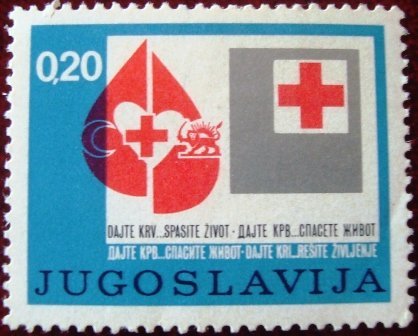 0,20
DAJTE KRV...SPASITE ŽIVOT · ДАЈТЕ КРВ...СПАСЕТЕ ЖИВОТ
ДАЈТЕ КРВ...СПАСИТЕ ЖИВОТ · DAJTE KRI...REŠITE ŽIVLJENJE
JUGOSLAVIJA